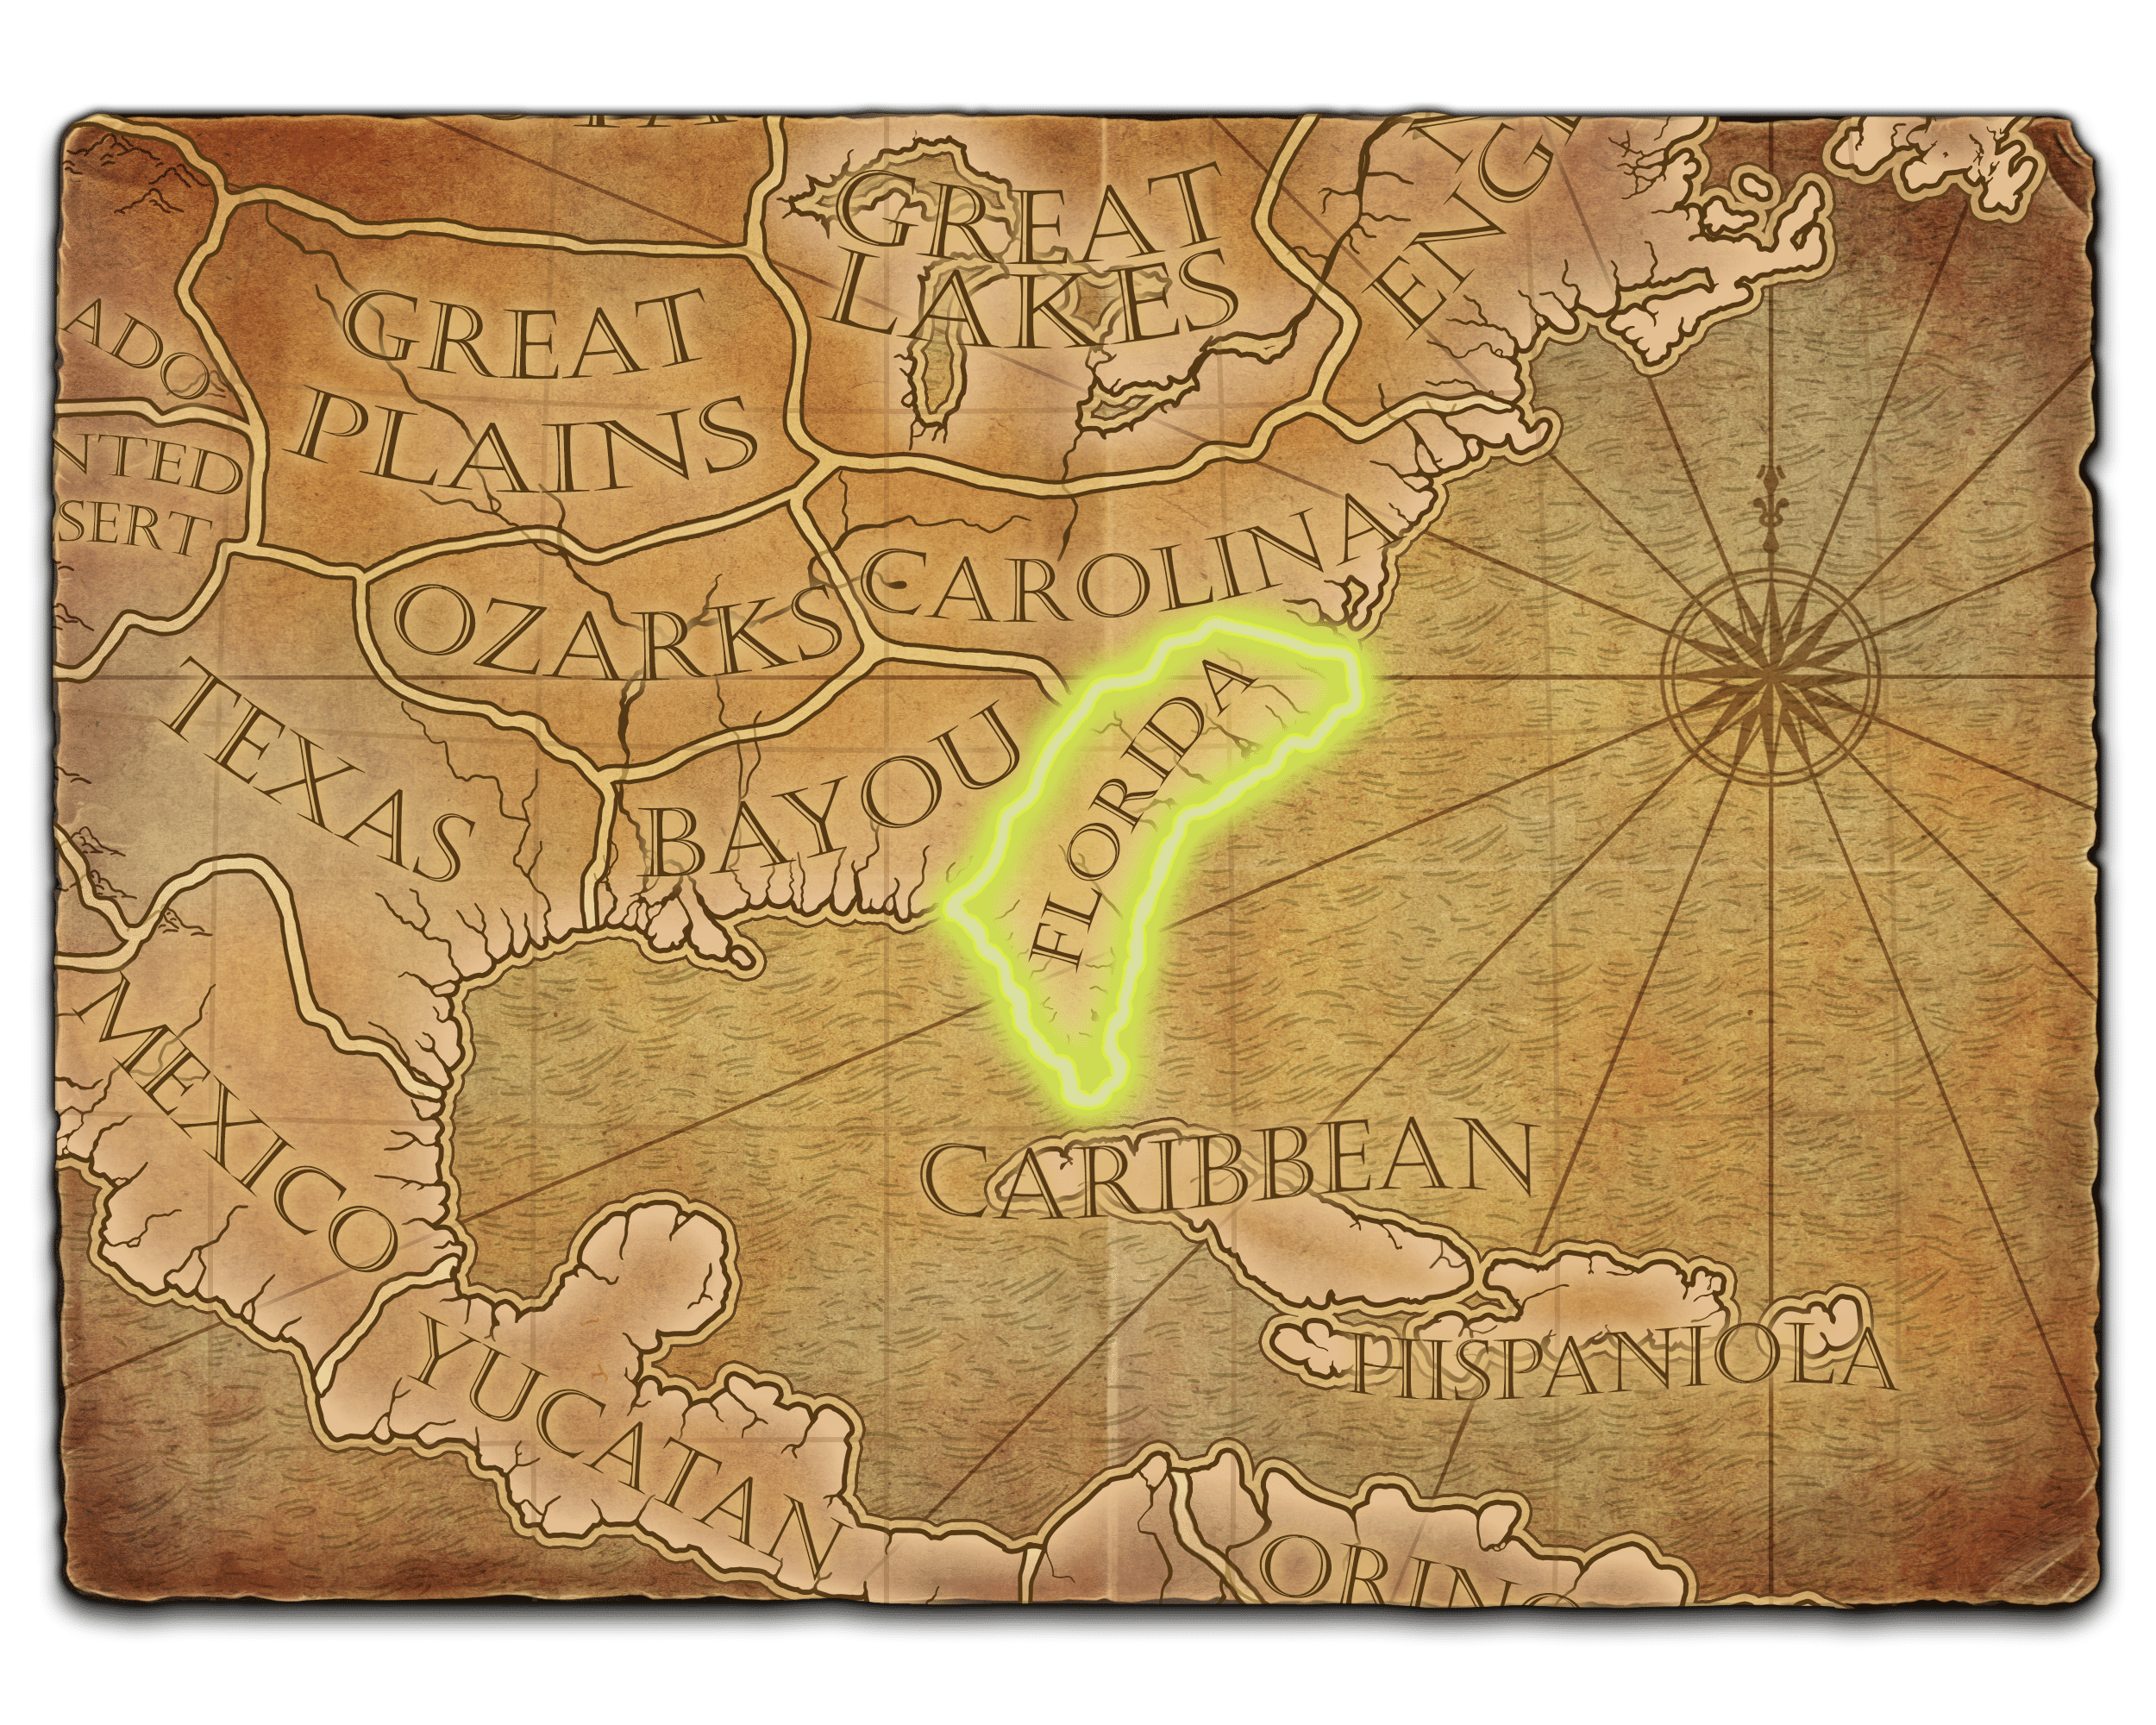 GREAT
LAKES
ENG
ADO
GREAT
PLAINS
NTED
SERT
CAROLINA
OZARKS
TEXAS
BAYOU
FLORIDA
MEXICO
CARIBBEAN
HISPANIOLA
YUCATAN
ORINO